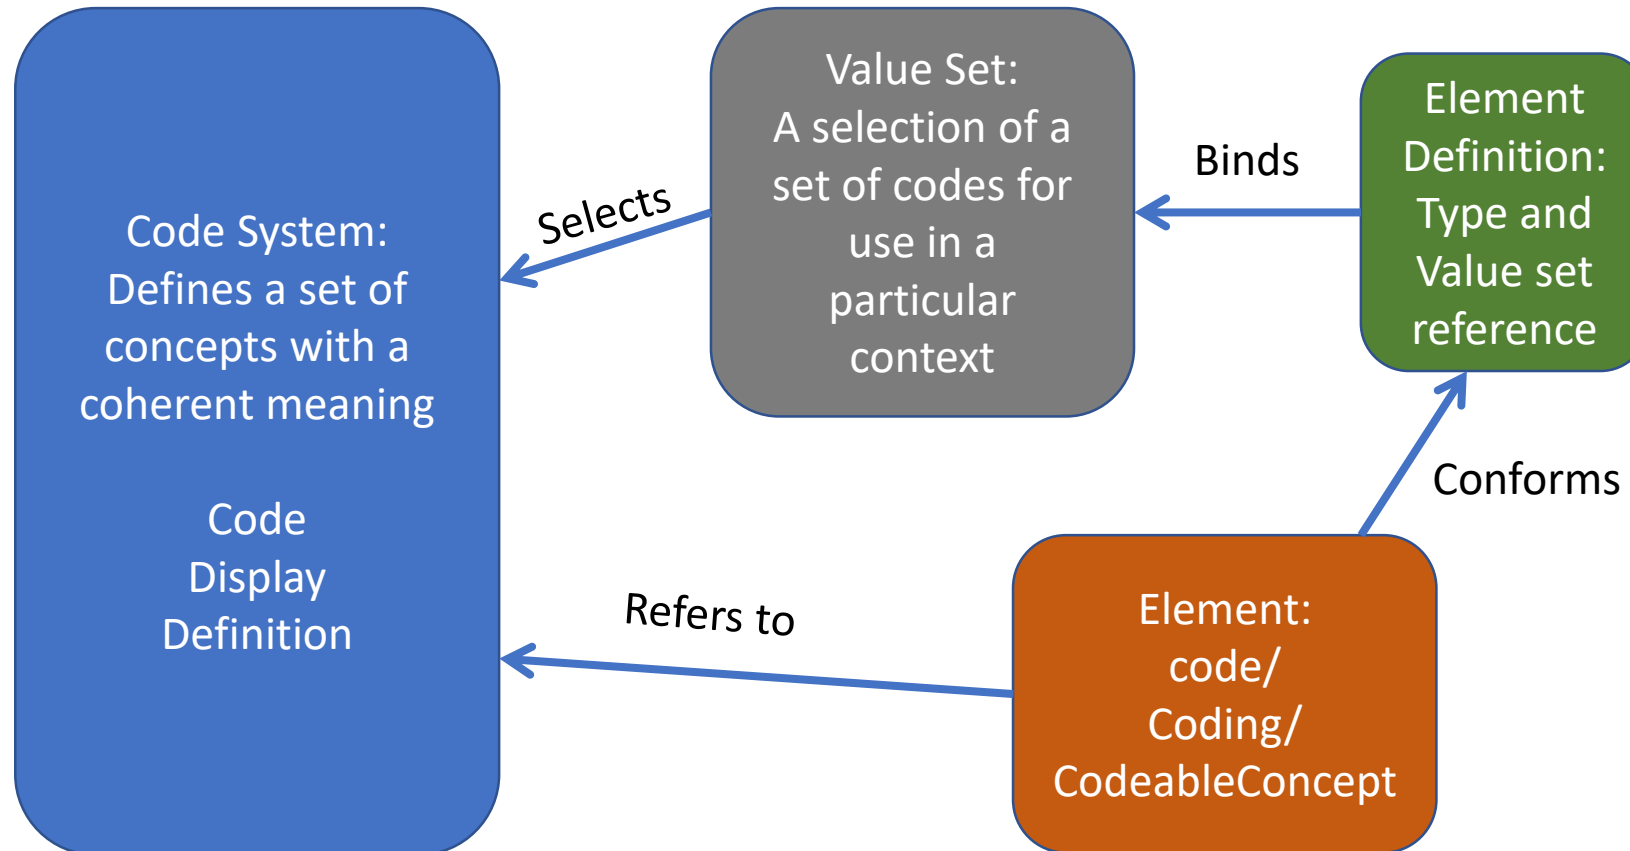 Code System:
Defines a set of
concepts with a
coherent meaning
Code
Display
Definition
Selects
Value Set:
A selection of a
set of codes for
use in a
particular
context
Binds
Element
Definition:
Type and
Value set
reference
Conforms
Refers to
Element:
code/
Coding/
CodeableConcept